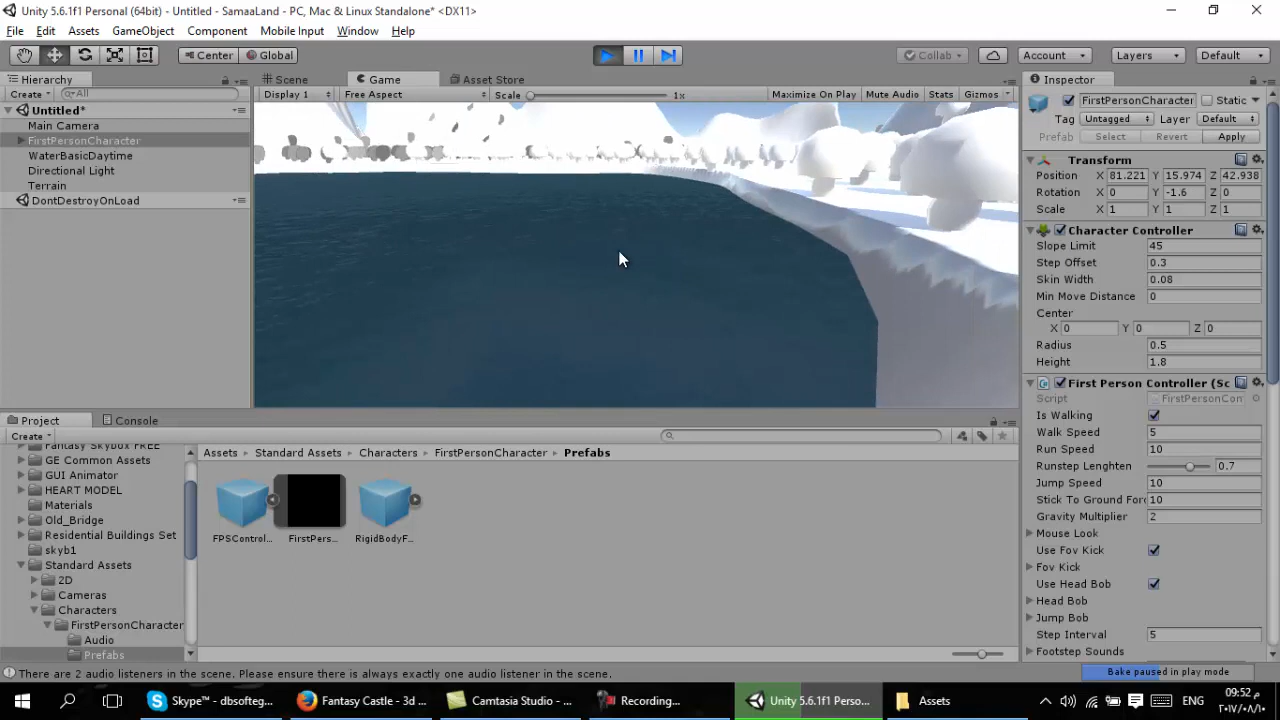 Unity 5.6.1f1 Personal (64bit) - Untitled - SamaaLand - PC, Mac & Linux Standalone* <DX11>
File Edit Assets GameObject Component Mobile Input Window Help
Center Global Collab Account Layers Default
Hierarchy Scene Game Asset Store Inspector
Create All Display 1 Free Aspect Scale 1x Maximize On Play Mute Audio Stats Gizmos FirstPersonCharacter Static
Untitled*
Main Camera
FirstPersonCharacter
WaterBasicDaytime
Directional Light
Terrain
DontDestroyOnLoad
Tag Untagged Layer Default
Prefab Select Revert Apply
Transform
Position X 81.221 Y 15.974 Z 42.938
Rotation X 0 Y -1.6 Z 0
Scale X 1 Y 1 Z 1
Character Controller
Slope Limit 45
Step Offset 0.3
Skin Width 0.08
Min Move Distance 0
Center
X 0 Y 0 Z 0
Radius 0.5
Height 1.8
First Person Controller (Sc
Script FirstPersonCon
Is Walking
Walk Speed 5
Run Speed 10
Runstep Lenghten 0.7
Jump Speed 10
Stick To Ground For 10
Gravity Multiplier 2
Mouse Look
Use Fov Kick
Fov Kick
Use Head Bob
Head Bob
Jump Bob
Step Interval 5
Footstep Sounds
Project Console
Create
Fantasy Skybox FREE
GE Common Assets
GUI Animator
HEART MODEL
Materials
Old_Bridge
Residential Buildings Set
skyb1
Standard Assets
2D
Cameras
Characters
FirstPersonCharacter
Audio
Prefabs
Assets Standard Assets Characters FirstPersonCharacter Prefabs
FPSControl... FirstPers... RigidBodyF...
There are 2 audio listeners in the scene. Please ensure there is always exactly one audio listener in the scene.
Bake paused in play mode
Skype™ - dbsofteg... Fantasy Castle - 3d ... Camtasia Studio - ... Recording... Unity 5.6.1f1 Perso... Assets ENG
م 09:52
٢٠١٧/٠٨/١٠